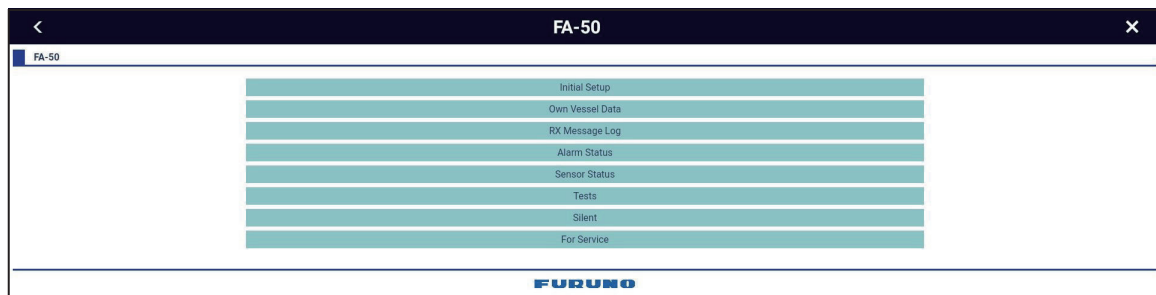 FA-50
FA-50
Initial Setup
Own Vessel Data
RX Message Log
Alarm Status
Sensor Status
Tests
Silent
For Service
FURUNO